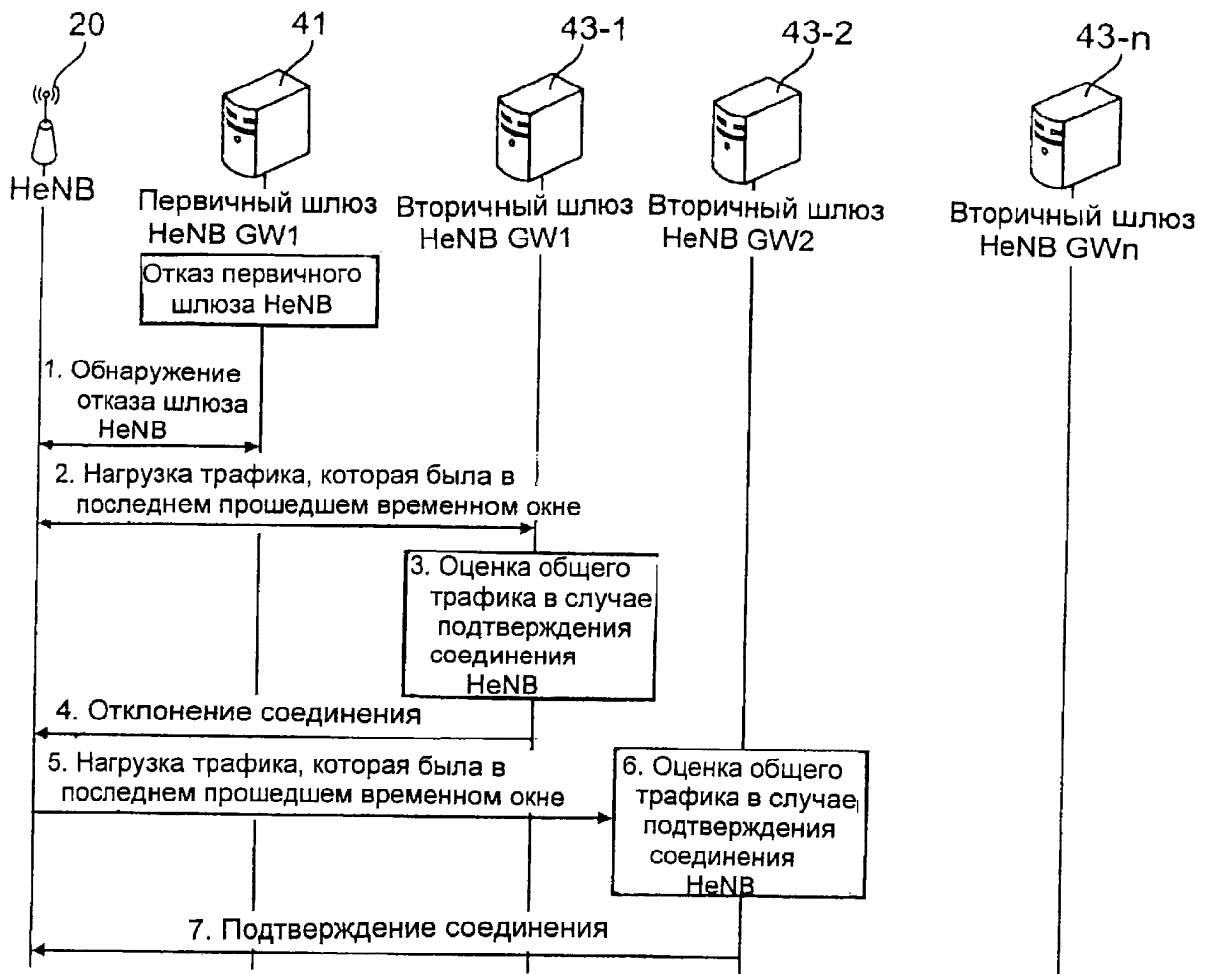 20
41
43-1
43-2
43-n
HeNB
Первичный шлюз
HeNB GW1
Вторичный шлюз
HeNB GW1
Вторичный шлюз
HeNB GW2
Вторичный шлюз
HeNB GWn
Отказ первичного
шлюза HeNB
1. Обнаружение
отказа шлюза
HeNB
2. Нагрузка трафика, которая была в
последнем прошедшем временном окне
3. Оценка общего
трафика в случае
подтверждения
соединения
HeNB
4. Отклонение соединения
5. Нагрузка трафика, которая была в
последнем прошедшем временном окне
6. Оценка общего
трафика в случае
подтверждения
соединения
HeNB
7. Подтверждение соединения